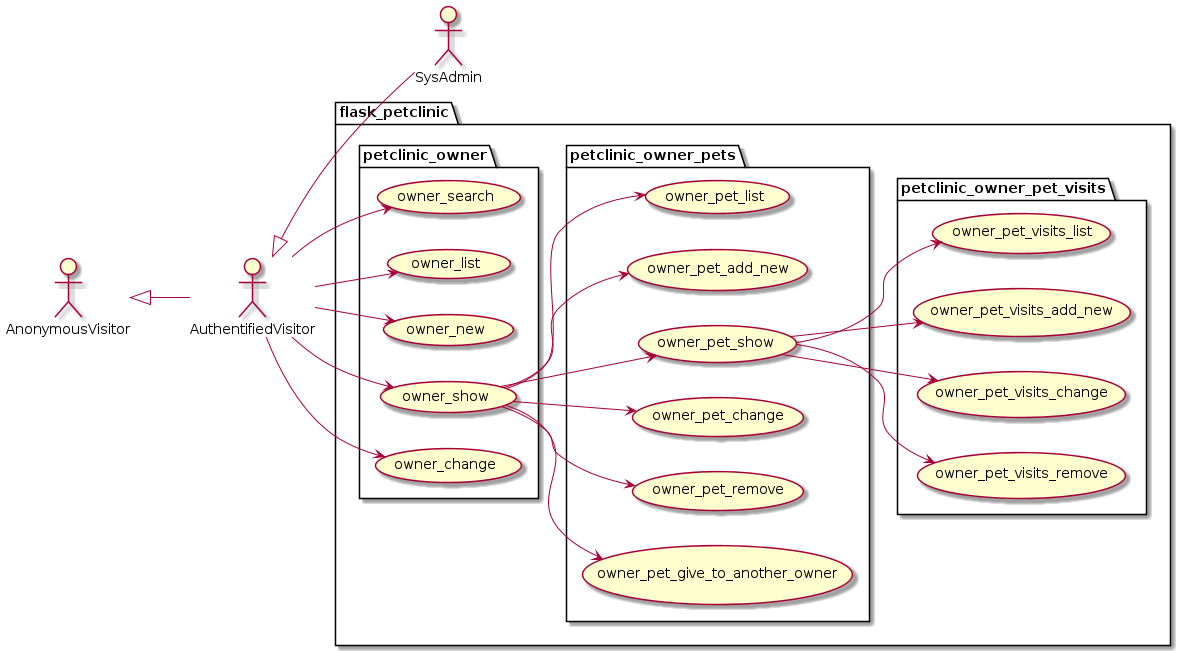 SysAdmin
flask_petclinic
petclinic_owner
owner_search
owner_list
owner_new
owner_show
owner_change
petclinic_owner_pets
owner_pet_list
owner_pet_add_new
owner_pet_show
owner_pet_change
owner_pet_remove
owner_pet_give_to_another_owner
petclinic_owner_pet_visits
owner_pet_visits_list
owner_pet_visits_add_new
owner_pet_visits_change
owner_pet_visits_remove
AnonymousVisitor
AuthentifiedVisitor